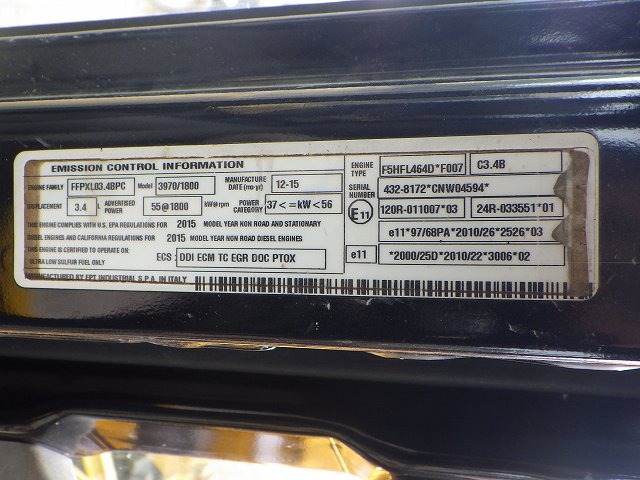 EMISSION CONTROL INFORMATION
ENGINE FAMILY FFPXL03.4BPC Model 3970/1800 MANUFACTURE DATE (mo-yr) 12-15
DISPLACEMENT 3.4 ADVERTISED POWER 55@1800 kW@rpm POWER CATEGORY 37<=kW<56
THIS ENGINE COMPLIES WITH U.S. EPA REGULATIONS FOR 2015 MODEL YEAR NON ROAD AND STATIONARY
DIESEL ENGINES AND CALIFORNIA REGULATIONS FOR 2015 MODEL YEAR NON ROAD DIESEL ENGINES
THIS ENGINE IS CERTIFIED TO OPERATE ON:
ULTRA LOW SULFUR FUEL ONLY ECS : DDI ECM TC EGR DOC PTOX
MANUFACTURED BY FPT INDUSTRIAL S.P.A. IN ITALY
ENGINE TYPE F5HFL464D*F007 C3.4B
SERIAL NUMBER 432-8172*CNW04594*
E11 120R-011007*03 24R-033551*01
e11*97/68PA*2010/26*2526*03
e11 *2000/25D*2010/22*3006*02